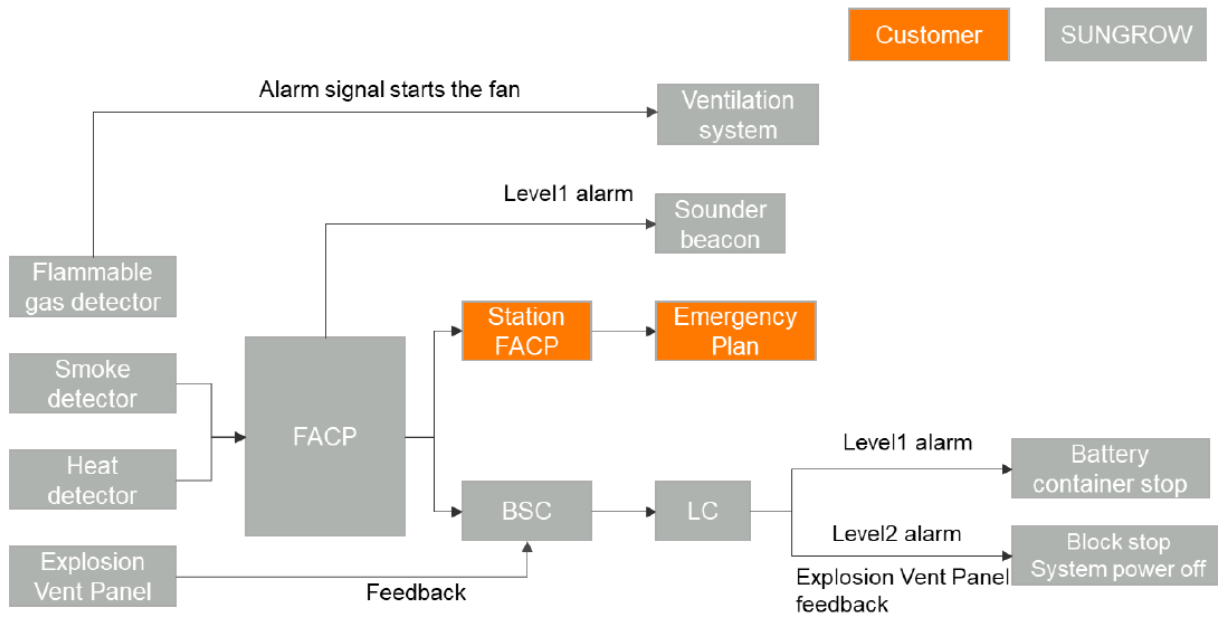 Customer
SUNGROW
Alarm signal starts the fan
Ventilation
system
Level1 alarm
Sounder
beacon
Flammable
gas detector
Station
FACP
Emergency
Plan
Smoke
detector
FACP
Heat
detector
Level1 alarm
Battery
container stop
BSC
LC
Level2 alarm
Block stop
System power off
Explosion
Vent Panel
Feedback
Explosion Vent Panel
feedback